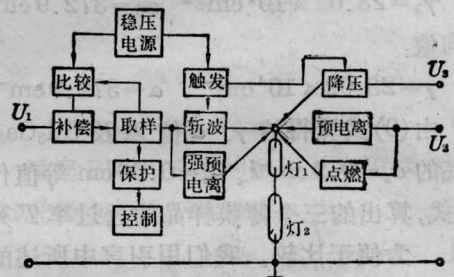 稳压
电源
比较
触发
降压
U₃
U₁
补偿
取样
斩波
预电离
U₂
强预
电离
灯₁
点燃
保护
灯₂
控制